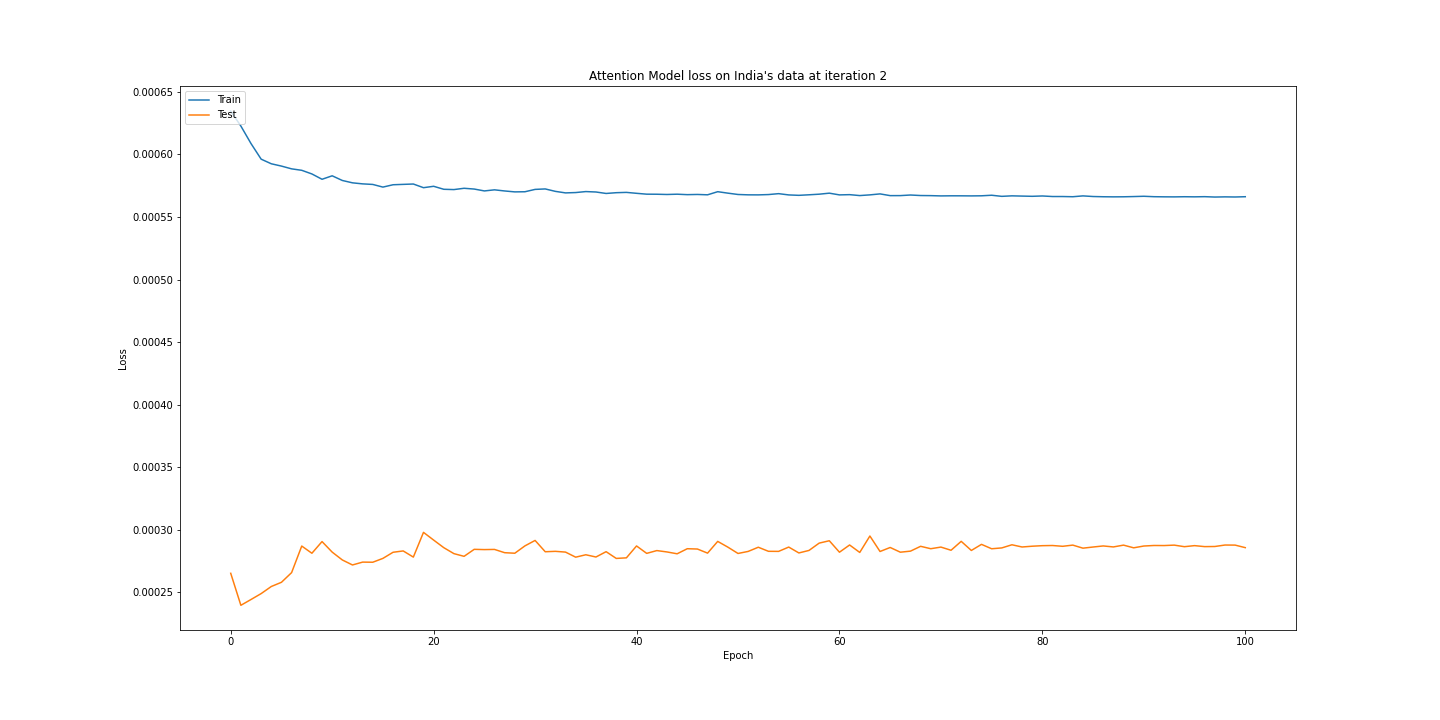 Attention Model loss on India's data at iteration 2
Train
Test
0.00065
0.00060
0.00055
0.00050
0.00045
0.00040
0.00035
0.00030
0.00025
Loss
0 20 40 60 80 100
Epoch